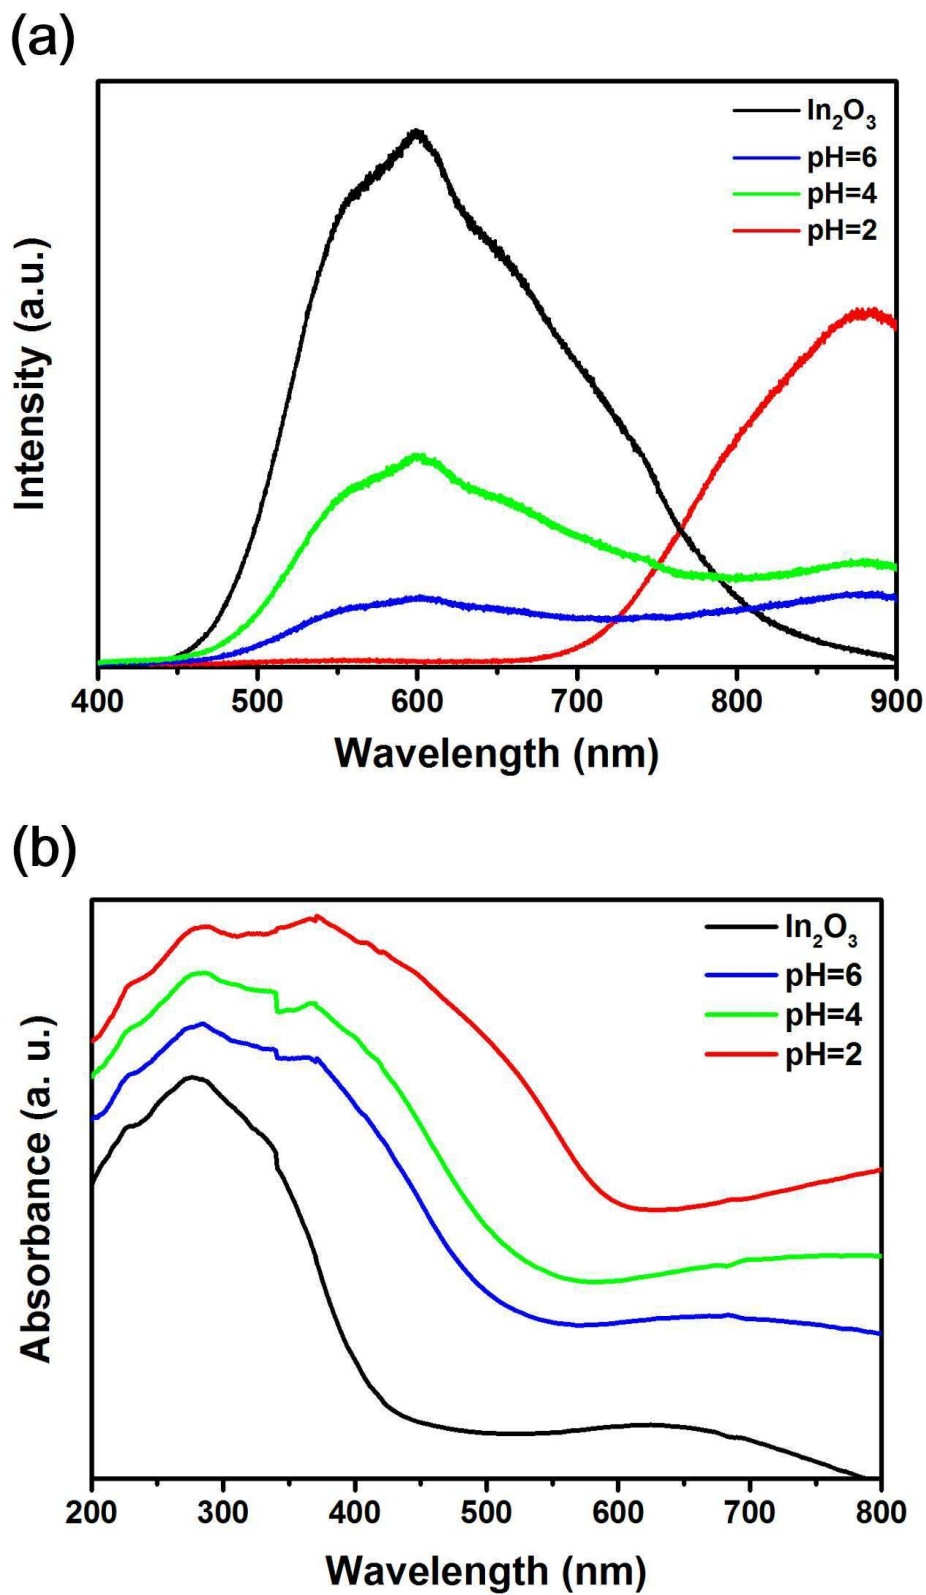 (a)
In₂O₃
pH=6
pH=4
pH=2
Intensity (a.u.)
400 500 600 700 800 900
Wavelength (nm)
(b)
In₂O₃
pH=6
pH=4
pH=2
Absorbance (a. u.)
200 300 400 500 600 700 800
Wavelength (nm)